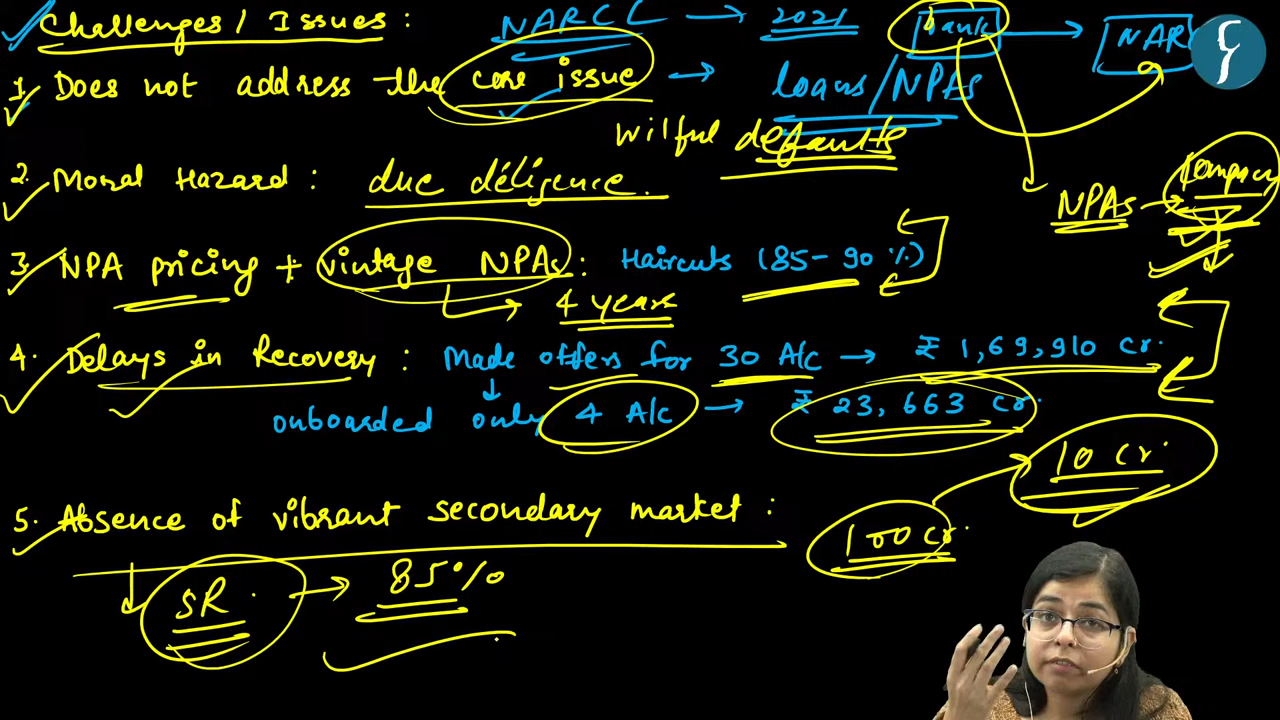 Challenges / Issues : NARCL → 2021 bank → NAR
1. Does not address the core issue → loans/NPAs
wilful defaults
2. Moral Hazard : due déligence.
NPAs → company
3. NPA pricing + vintage NPAs : Haircuts (85-90 %)
→ 4 years
4. Delays in Recovery : Made offers for 30 A/c → ₹ 1,69,910 cr.
onboarded only 4 A/c → ₹ 23,663 cr.
10 cr.
5. Absence of vibrant secondary market :
100 cr.
SR. → 85%